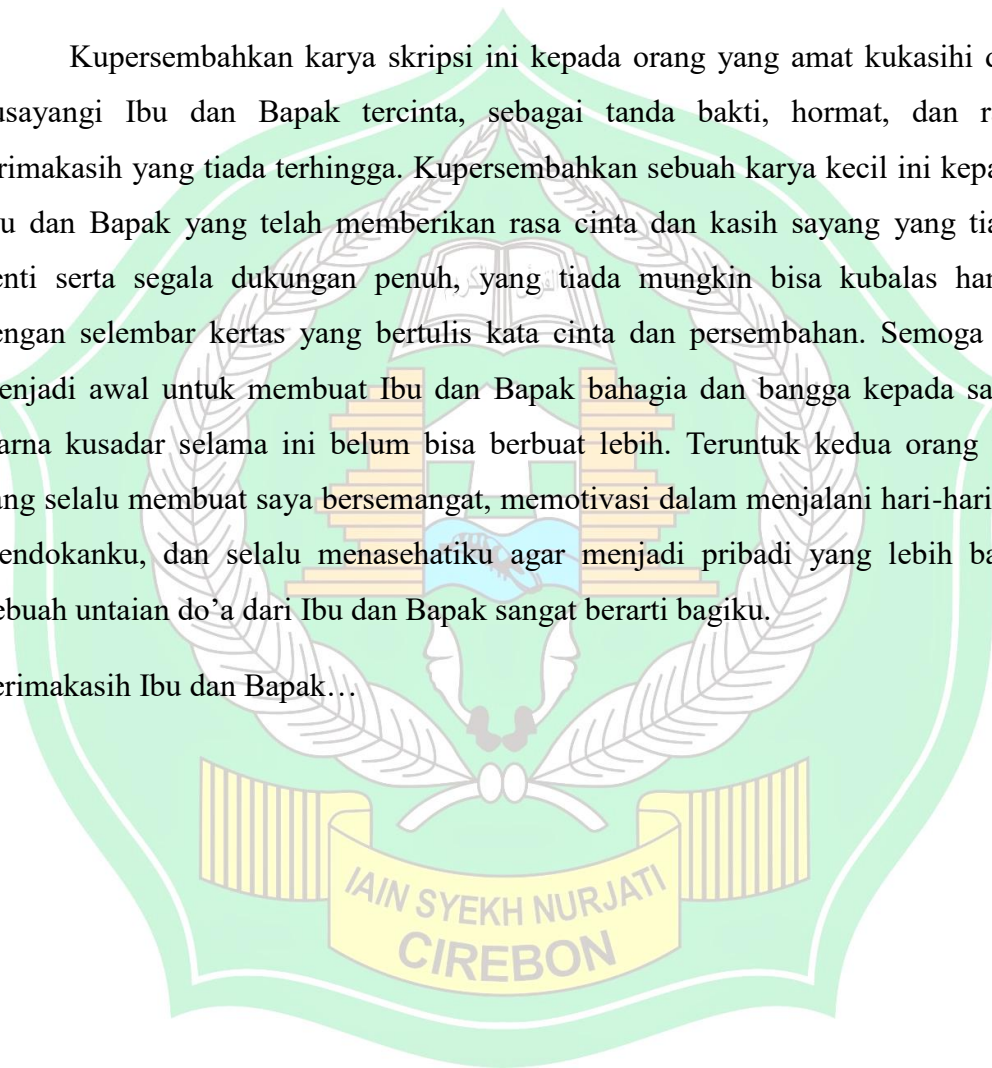 Kupersembahkan karya skripsi ini kepada orang yang amat kukasihi d
usayangi Ibu dan Bapak tercinta, sebagai tanda bakti, hormat, dan r
rimakasih yang tiada terhingga. Kupersembahkan sebuah karya kecil ini kepa
u dan Bapak yang telah memberikan rasa cinta dan kasih sayang yang tia
enti serta segala dukungan penuh, yang tiada mungkin bisa kubalas har
engan selembar kertas yang bertulis kata cinta dan persembahan. Semoga
enjadi awal untuk membuat Ibu dan Bapak bahagia dan bangga kepada sa
arna kusadar selama ini belum bisa berbuat lebih. Teruntuk kedua orang
ang selalu membuat saya bersemangat, memotivasi dalam menjalani hari-hari
endokanku, dan selalu menasehatiku agar menjadi pribadi yang lebih ba
ebuah untaian do’a dari Ibu dan Bapak sangat berarti bagiku.
erimakasih Ibu dan Bapak…
IAIN SYEKH NURJATI
CIREBON